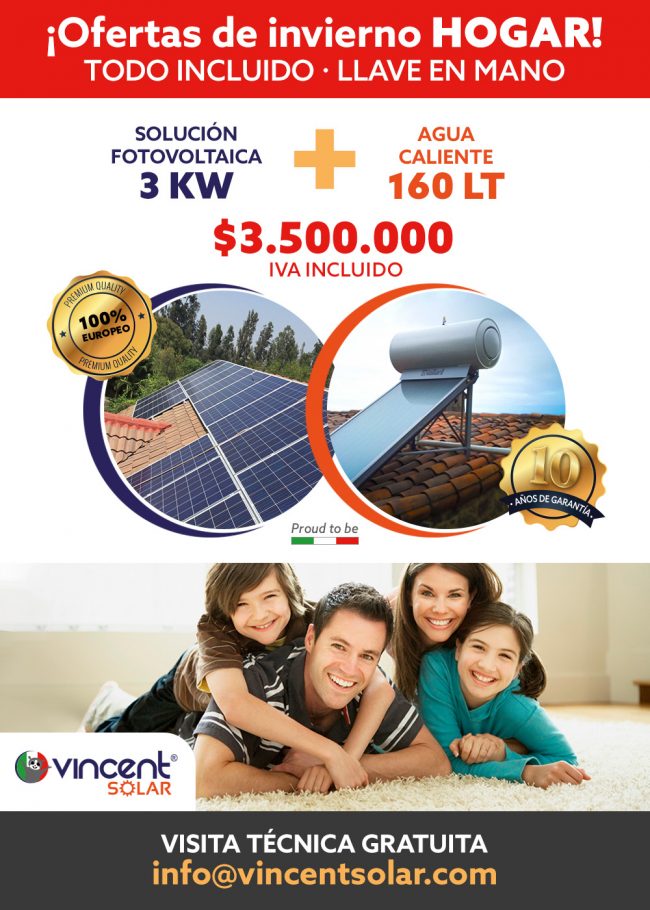 ¡Ofertas de invierno HOGAR!
TODO INCLUIDO · LLAVE EN MANO
SOLUCIÓN
FOTOVOLTAICA
3 KW
+
AGUA
CALIENTE
160 LT
$3.500.000
IVA INCLUIDO
PREMIUM QUALITY
100%
EUROPEO
PREMIUM QUALITY
10
AÑOS DE GARANTÍA
Proud to be
vincent®
SOLAR
VISITA TÉCNICA GRATUITA
info@vincentsolar.com